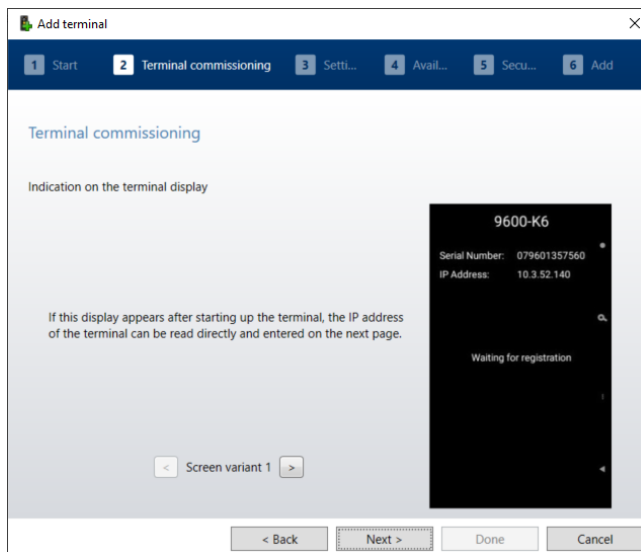 Add terminal
1 Start 2 Terminal commissioning 3 Setti... 4 Avail... 5 Secu... 6 Add
Terminal commissioning
Indication on the terminal display
9600-K6
Serial Number: 079601357560
IP Address: 10.3.52.140
If this display appears after starting up the terminal, the IP address
of the terminal can be read directly and entered on the next page.
Waiting for registration
< Screen variant 1 >
< Back Next > Done Cancel